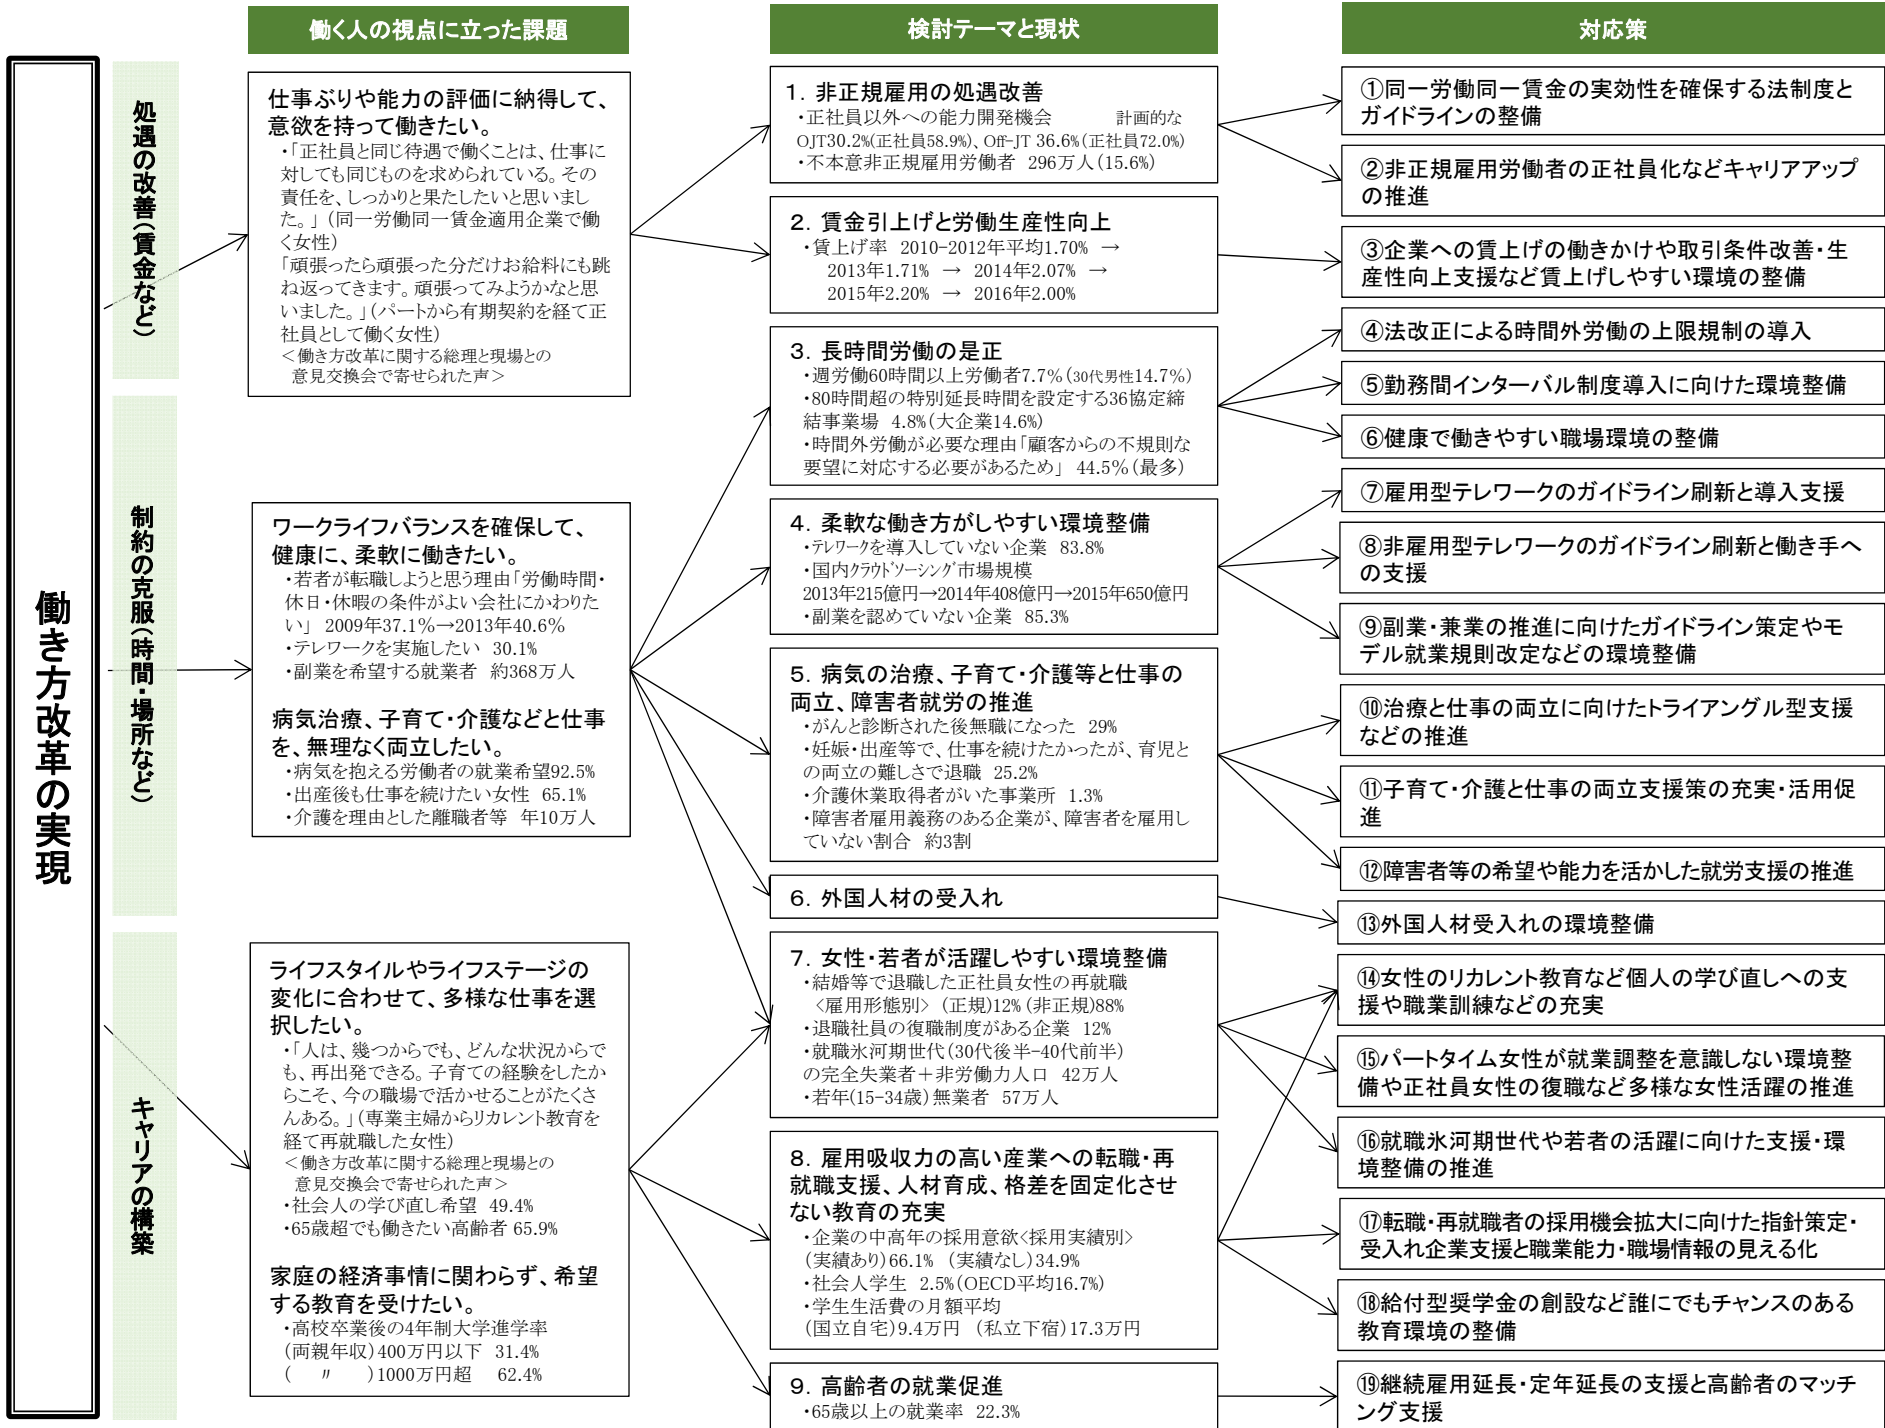 働く人の視点に立った課題
検討テーマと現状
対応策
働き方改革の実現
処遇の改善(賃金など)
制約の克服(時間・場所など)
キャリアの構築
仕事ぶりや能力の評価に納得して、
意欲を持って働きたい。
・「正社員と同じ待遇で働くことは、仕事に
対しても同じものを求められている。その
責任を、しっかりと果たしたいと思いまし
た。」(同一労働同一賃金適用企業で働
く女性)
「頑張ったら頑張った分だけお給料にも跳
ね返ってきます。頑張ってみようかなと思
いました。」(パートから有期契約を経て正
社員として働く女性)
<働き方改革に関する総理と現場との
意見交換会で寄せられた声>
ワークライフバランスを確保して、
健康に、柔軟に働きたい。
・若者が転職しようと思う理由「労働時間・
休日・休暇の条件がよい会社にかわりた
い」 2009年37.1%→2013年40.6%
・テレワークを実施したい 30.1%
・副業を希望する就業者 約368万人
病気治療、子育て・介護などと仕事
を、無理なく両立したい。
・病気を抱える労働者の就業希望92.5%
・出産後も仕事を続けたい女性 65.1%
・介護を理由とした離職者等 年10万人
ライフスタイルやライフステージの
変化に合わせて、多様な仕事を選
択したい。
・「人は、幾つからでも、どんな状況からで
も、再出発できる。子育ての経験をしたか
らこそ、今の職場で活かせることがたくさ
んある。」(専業主婦からリカレント教育を
経て再就職した女性)
<働き方改革に関する総理と現場との
意見交換会で寄せられた声>
・社会人の学び直し希望 49.4%
・65歳超でも働きたい高齢者 65.9%
家庭の経済事情に関わらず、希望
する教育を受けたい。
・高校卒業後の4年制大学進学率
(両親年収)400万円以下 31.4%
( 〃 )1000万円超 62.4%
1.非正規雇用の処遇改善
・正社員以外への能力開発機会 計画的な
OJT30.2%(正社員58.9%)、Off-JT 36.6%(正社員72.0%)
・不本意非正規雇用労働者 296万人(15.6%)
2.賃金引上げと労働生産性向上
・賃上げ率 2010-2012年平均1.70% →
2013年1.71% → 2014年2.07% →
2015年2.20% → 2016年2.00%
3.長時間労働の是正
・週労働60時間以上労働者7.7%(30代男性14.7%)
・80時間超の特別延長時間を設定する36協定締
結事業場 4.8%(大企業14.6%)
・時間外労働が必要な理由「顧客からの不規則な
要望に対応する必要があるため」 44.5%(最多)
4.柔軟な働き方がしやすい環境整備
・テレワークを導入していない企業 83.8%
・国内クラウドソーシング市場規模
2013年215億円→2014年408億円→2015年650億円
・副業を認めていない企業 85.3%
5.病気の治療、子育て・介護等と仕事の
両立、障害者就労の推進
・がんと診断された後無職になった 29%
・妊娠・出産等で、仕事を続けたかったが、育児と
の両立の難しさで退職 25.2%
・介護休業取得者がいた事業所 1.3%
・障害者雇用義務のある企業が、障害者を雇用し
ていない割合 約3割
6.外国人材の受入れ
7.女性・若者が活躍しやすい環境整備
・結婚等で退職した正社員女性の再就職
<雇用形態別> (正規)12% (非正規)88%
・退職社員の復職制度がある企業 12%
・就職氷河期世代(30代後半-40代前半)
の完全失業者+非労働力人口 42万人
・若年(15-34歳)無業者 57万人
8.雇用吸収力の高い産業への転職・再
就職支援、人材育成、格差を固定化させ
ない教育の充実
・企業の中高年の採用意欲<採用実績別>
(実績あり)66.1% (実績なし)34.9%
・社会人学生 2.5%(OECD平均16.7%)
・学生生活費の月額平均
(国立自宅)9.4万円 (私立下宿)17.3万円
9.高齢者の就業促進
・65歳以上の就業率 22.3%
①同一労働同一賃金の実効性を確保する法制度と
ガイドラインの整備
②非正規雇用労働者の正社員化などキャリアアップ
の推進
③企業への賃上げの働きかけや取引条件改善・生
産性向上支援など賃上げしやすい環境の整備
④法改正による時間外労働の上限規制の導入
⑤勤務間インターバル制度導入に向けた環境整備
⑥健康で働きやすい職場環境の整備
⑦雇用型テレワークのガイドライン刷新と導入支援
⑧非雇用型テレワークのガイドライン刷新と働き手へ
の支援
⑨副業・兼業の推進に向けたガイドライン策定やモ
デル就業規則改定などの環境整備
⑩治療と仕事の両立に向けたトライアングル型支援
などの推進
⑪子育て・介護と仕事の両立支援策の充実・活用促
進
⑫障害者等の希望や能力を活かした就労支援の推進
⑬外国人材受入れの環境整備
⑭女性のリカレント教育など個人の学び直しへの支
援や職業訓練などの充実
⑮パートタイム女性が就業調整を意識しない環境整
備や正社員女性の復職など多様な女性活躍の推進
⑯就職氷河期世代や若者の活躍に向けた支援・環
境整備の推進
⑰転職・再就職者の採用機会拡大に向けた指針策定・
受入れ企業支援と職業能力・職場情報の見える化
⑱給付型奨学金の創設など誰にでもチャンスのある
教育環境の整備
⑲継続雇用延長・定年延長の支援と高齢者のマッチ
ング支援